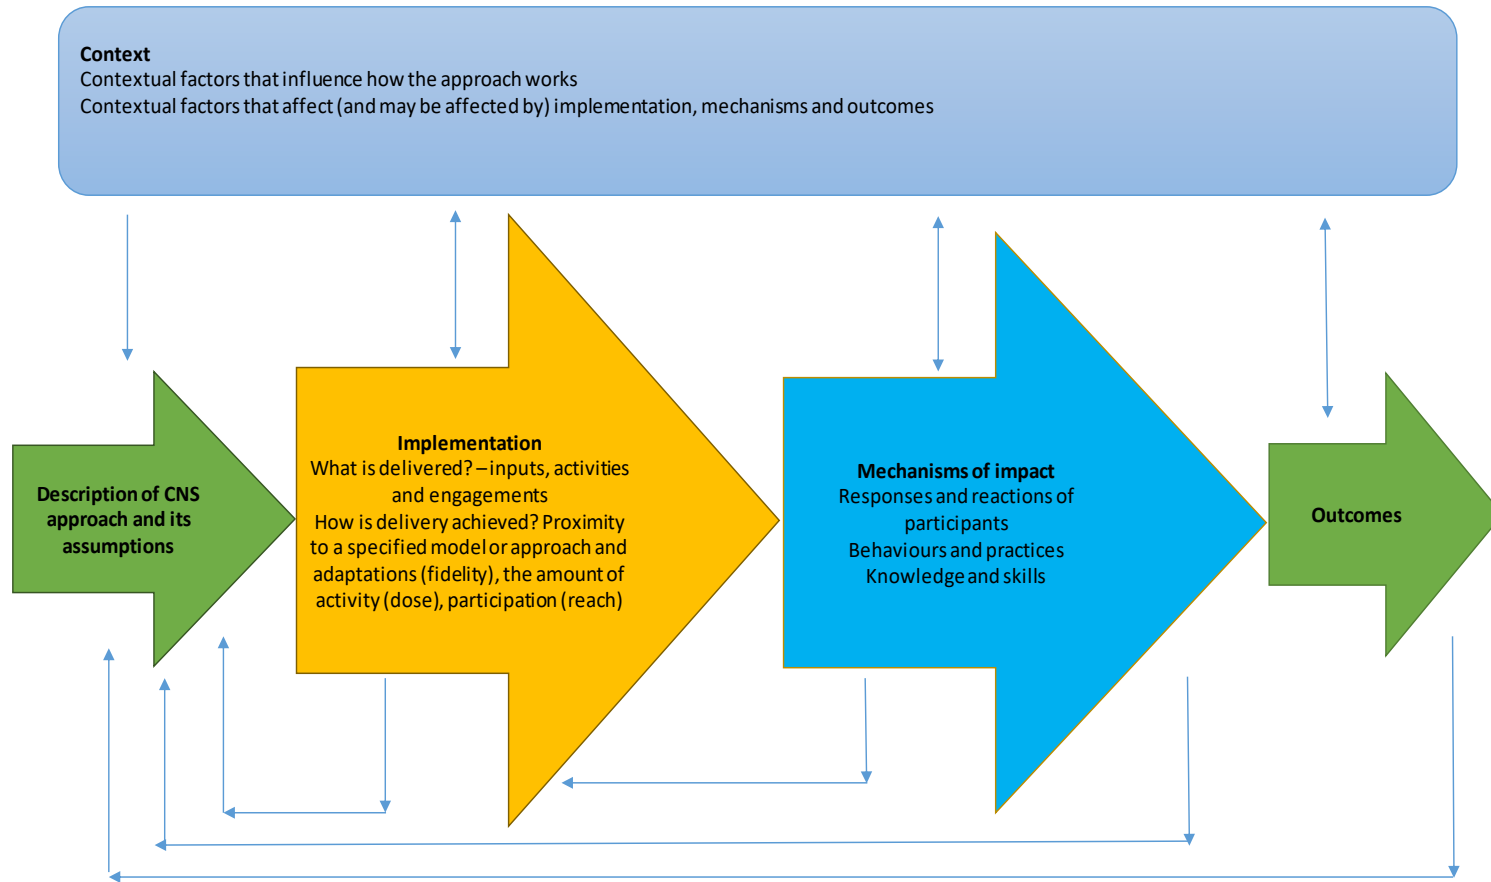 Context
Contextual factors that influence how the approach works
Contextual factors that affect (and may be affected by) implementation, mechanisms and outcomes
Description of CNS
approach and its
assumptions
Implementation
What is delivered? – inputs, activities
and engagements
How is delivery achieved? Proximity
to a specified model or approach and
adaptations (fidelity), the amount of
activity (dose), participation (reach)
Mechanisms of impact
Responses and reactions of
participants
Behaviours and practices
Knowledge and skills
Outcomes